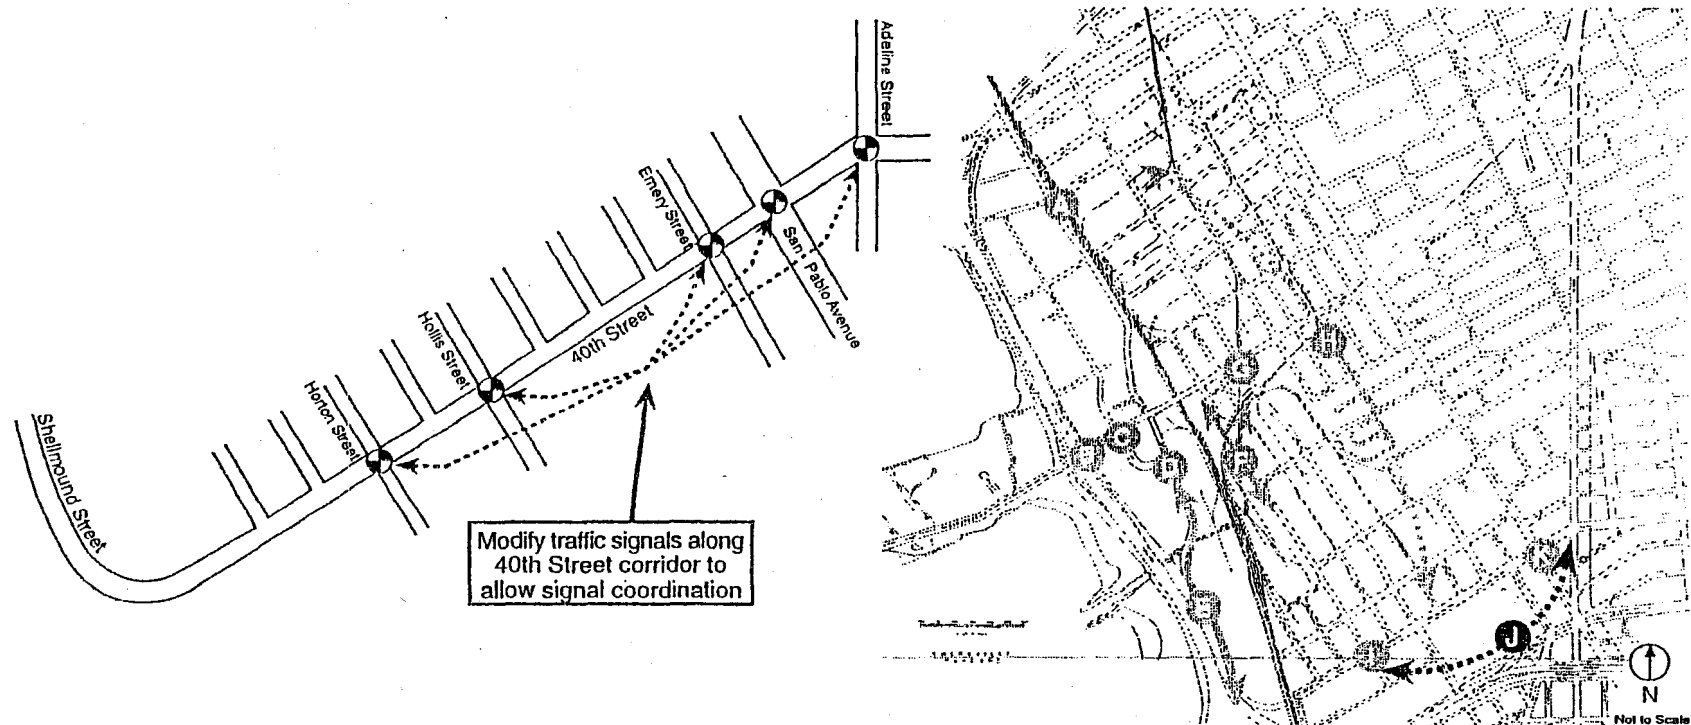 Adeline Street
Emery Street
San Pablo Avenue
Hollis Street
40th Street
Horton Street
Shellmound Street
Modify traffic signals along
40th Street corridor to
allow signal coordination
A
G
H
C
D
F
E
K
J
I
N
Not to Scale